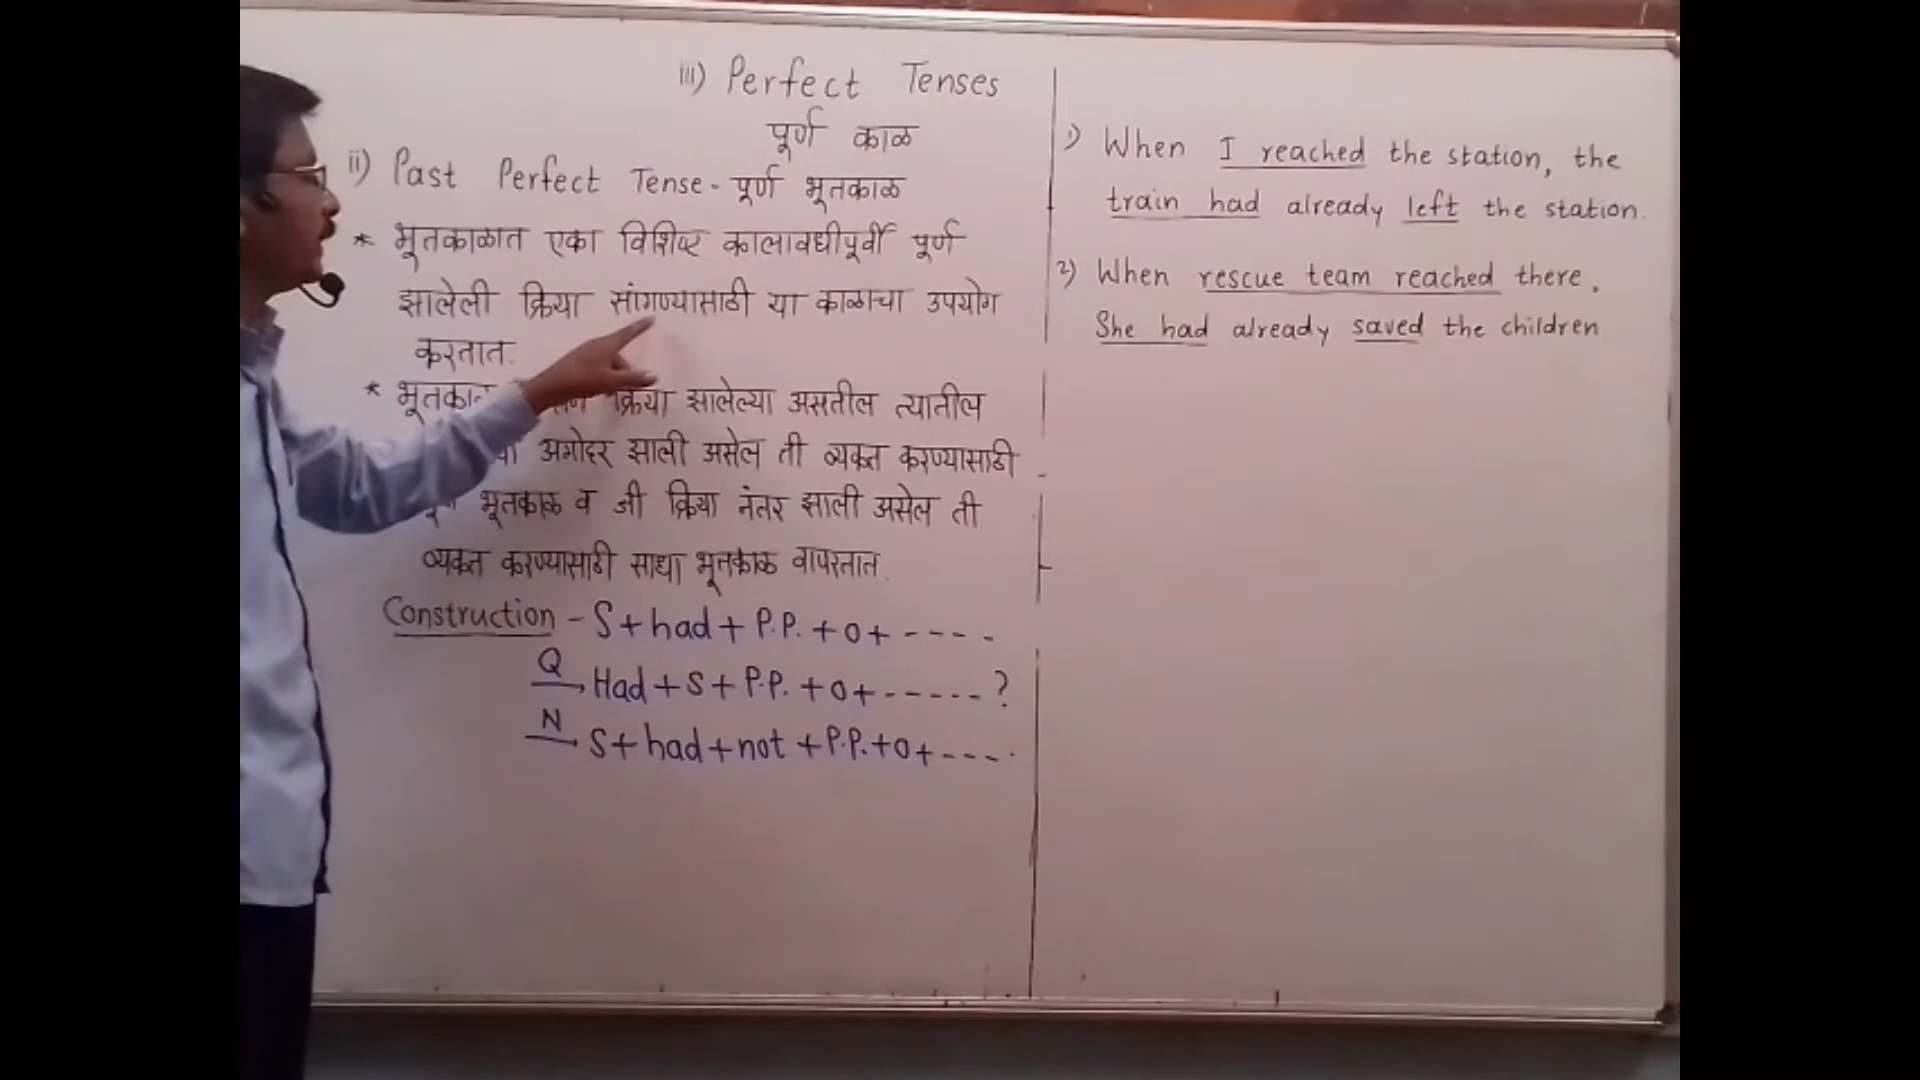 iii) Perfect Tenses
पूर्ण काळ
ii) Past Perfect Tense - पूर्ण भूतकाळ
* भूतकाळात एका विशिष्ट कालावधीपूर्वी पूर्ण
झालेली क्रिया सांगण्यासाठी या काळाचा उपयोग
करतात.
* क्रिया झालेल्या असतील त्यातील
अगोदर झाली असेल ती व्यक्त करण्यासाठी
भूतकाळ व जी क्रिया नंतर झाली असेल ती
व्यक्त करण्यासाठी साधा भूतकाळ वापरतात.
Construction - S + had + P.P. + o + - - - -
Q → Had + S + P.P. + o + - - - - - - ?
N → S + had + not + P.P. + o + - - - .
1) When I reached the station, the
train had already left the station.
2) When rescue team reached there,
She had already saved the children